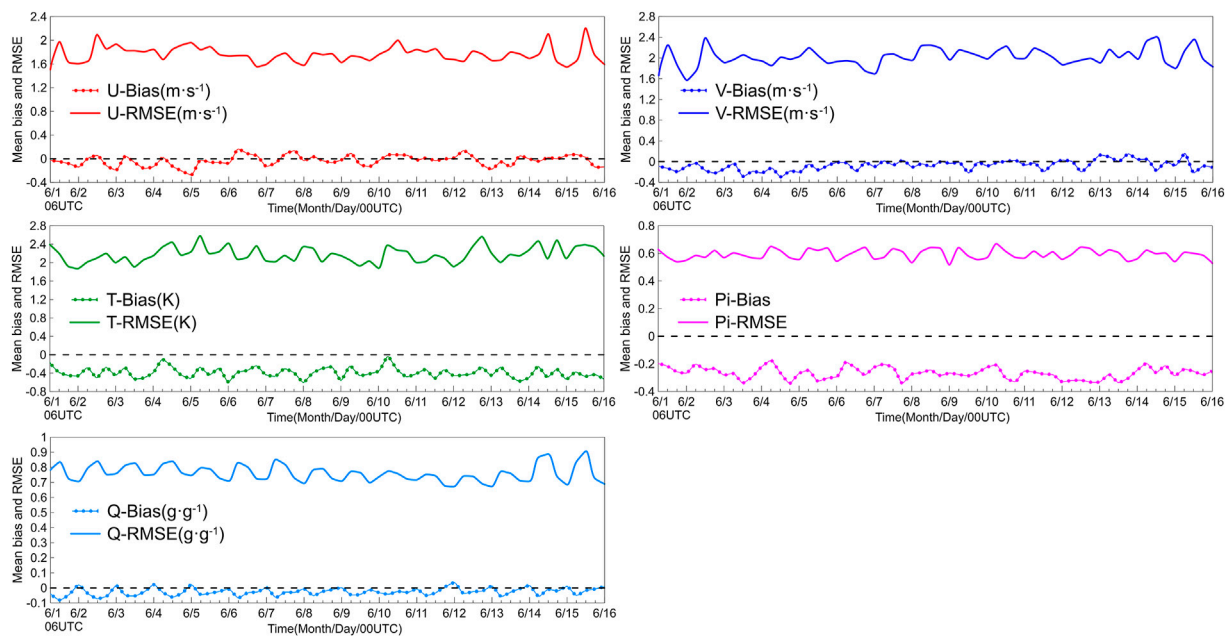 Mean bias and RMSE
2.4
2
1.6
1.2
0.8
0.4
0
-0.4
U-Bias(m·s⁻¹)
U-RMSE(m·s⁻¹)
6/1 6/2 6/3 6/4 6/5 6/6 6/7 6/8 6/9 6/10 6/11 6/12 6/13 6/14 6/15 6/16
06UTC
Time(Month/Day/00UTC)
Mean bias and RMSE
2.8
2.4
2
1.6
1.2
0.8
0.4
0
-0.4
V-Bias(m·s⁻¹)
V-RMSE(m·s⁻¹)
6/1 6/2 6/3 6/4 6/5 6/6 6/7 6/8 6/9 6/10 6/11 6/12 6/13 6/14 6/15 6/16
06UTC
Time(Month/Day/00UTC)
Mean bias and RMSE
2.8
2.4
2
1.6
1.2
0.8
0.4
0
-0.4
-0.8
T-Bias(K)
T-RMSE(K)
6/1 6/2 6/3 6/4 6/5 6/6 6/7 6/8 6/9 6/10 6/11 6/12 6/13 6/14 6/15 6/16
06UTC
Time(Month/Day/00UTC)
Mean bias and RMSE
0.8
0.6
0.4
0.2
0
-0.2
-0.4
Pi-Bias
Pi-RMSE
6/1 6/2 6/3 6/4 6/5 6/6 6/7 6/8 6/9 6/10 6/11 6/12 6/13 6/14 6/15 6/16
06UTC
Time(Month/Day/00UTC)
Mean bias and RMSE
1
0.9
0.8
0.7
0.6
0.5
0.4
0.3
0.2
0.1
0
-0.1
Q-Bias(g·g⁻¹)
Q-RMSE(g·g⁻¹)
6/1 6/2 6/3 6/4 6/5 6/6 6/7 6/8 6/9 6/10 6/11 6/12 6/13 6/14 6/15 6/16
06UTC
Time(Month/Day/00UTC)